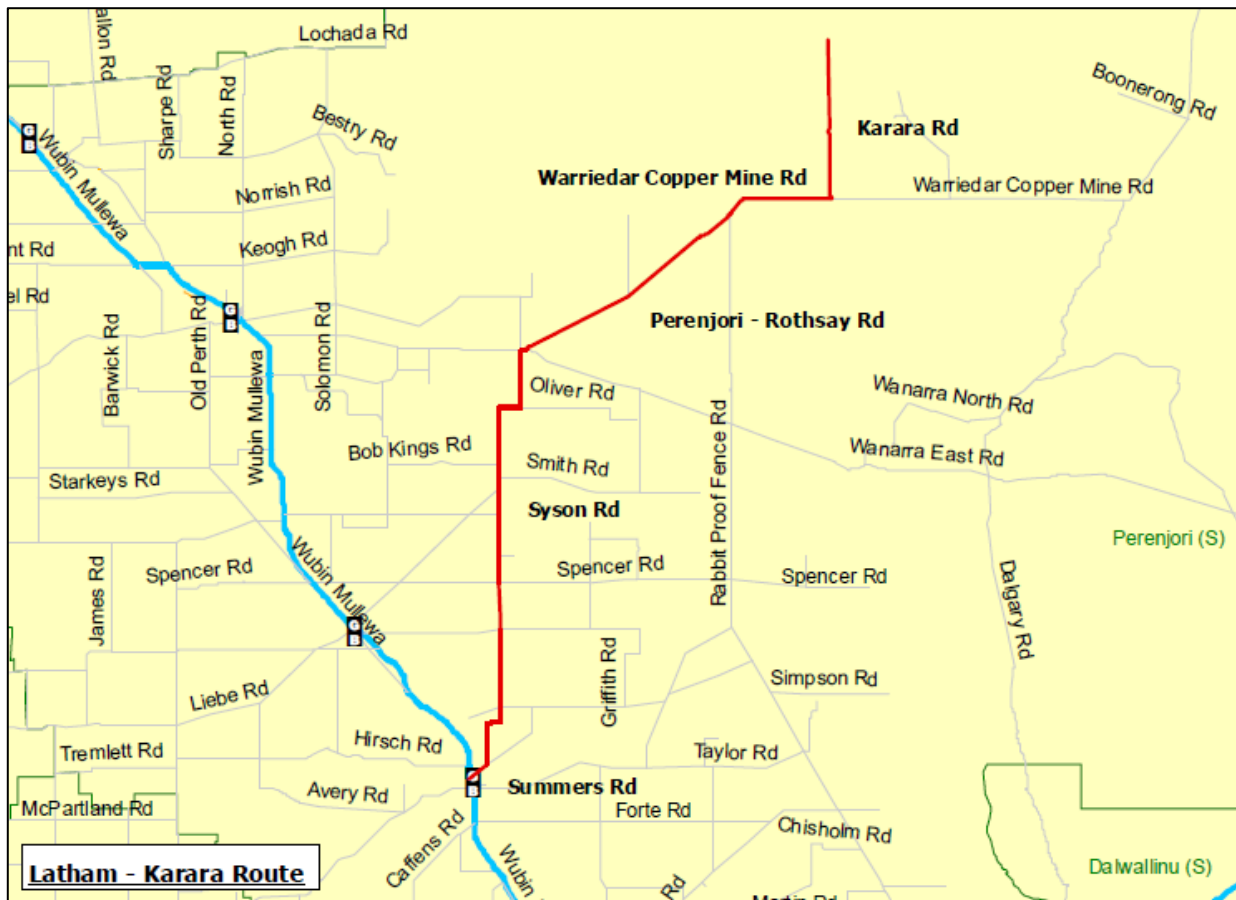 Lochada Rd
allon Rd
Sharpe Rd
North Rd
Bestry Rd
Boonerong Rd
Karara Rd
Wubin Mullewa
Warriedar Copper Mine Rd
Warriedar Copper Mine Rd
Norrish Rd
Keogh Rd
nt Rd
el Rd
Barwick Rd
Old Perth Rd
Wubin Mullewa
Solomon Rd
Perenjori - Rothsay Rd
Oliver Rd
Wanarra North Rd
Bob Kings Rd
Wanarra East Rd
Smith Rd
Rabbit Proof Fence Rd
Starkeys Rd
Syson Rd
Perenjori (S)
Wubin Mullewa
Spencer Rd
Spencer Rd
Spencer Rd
James Rd
Dalgary Rd
Griffith Rd
Simpson Rd
Liebe Rd
Hirsch Rd
Tremlett Rd
Taylor Rd
Avery Rd
Summers Rd
McPartland Rd
Forte Rd
Chisholm Rd
Caffens Rd
Wubin
Dalwallinu (S)
Latham - Karara Route
Rd